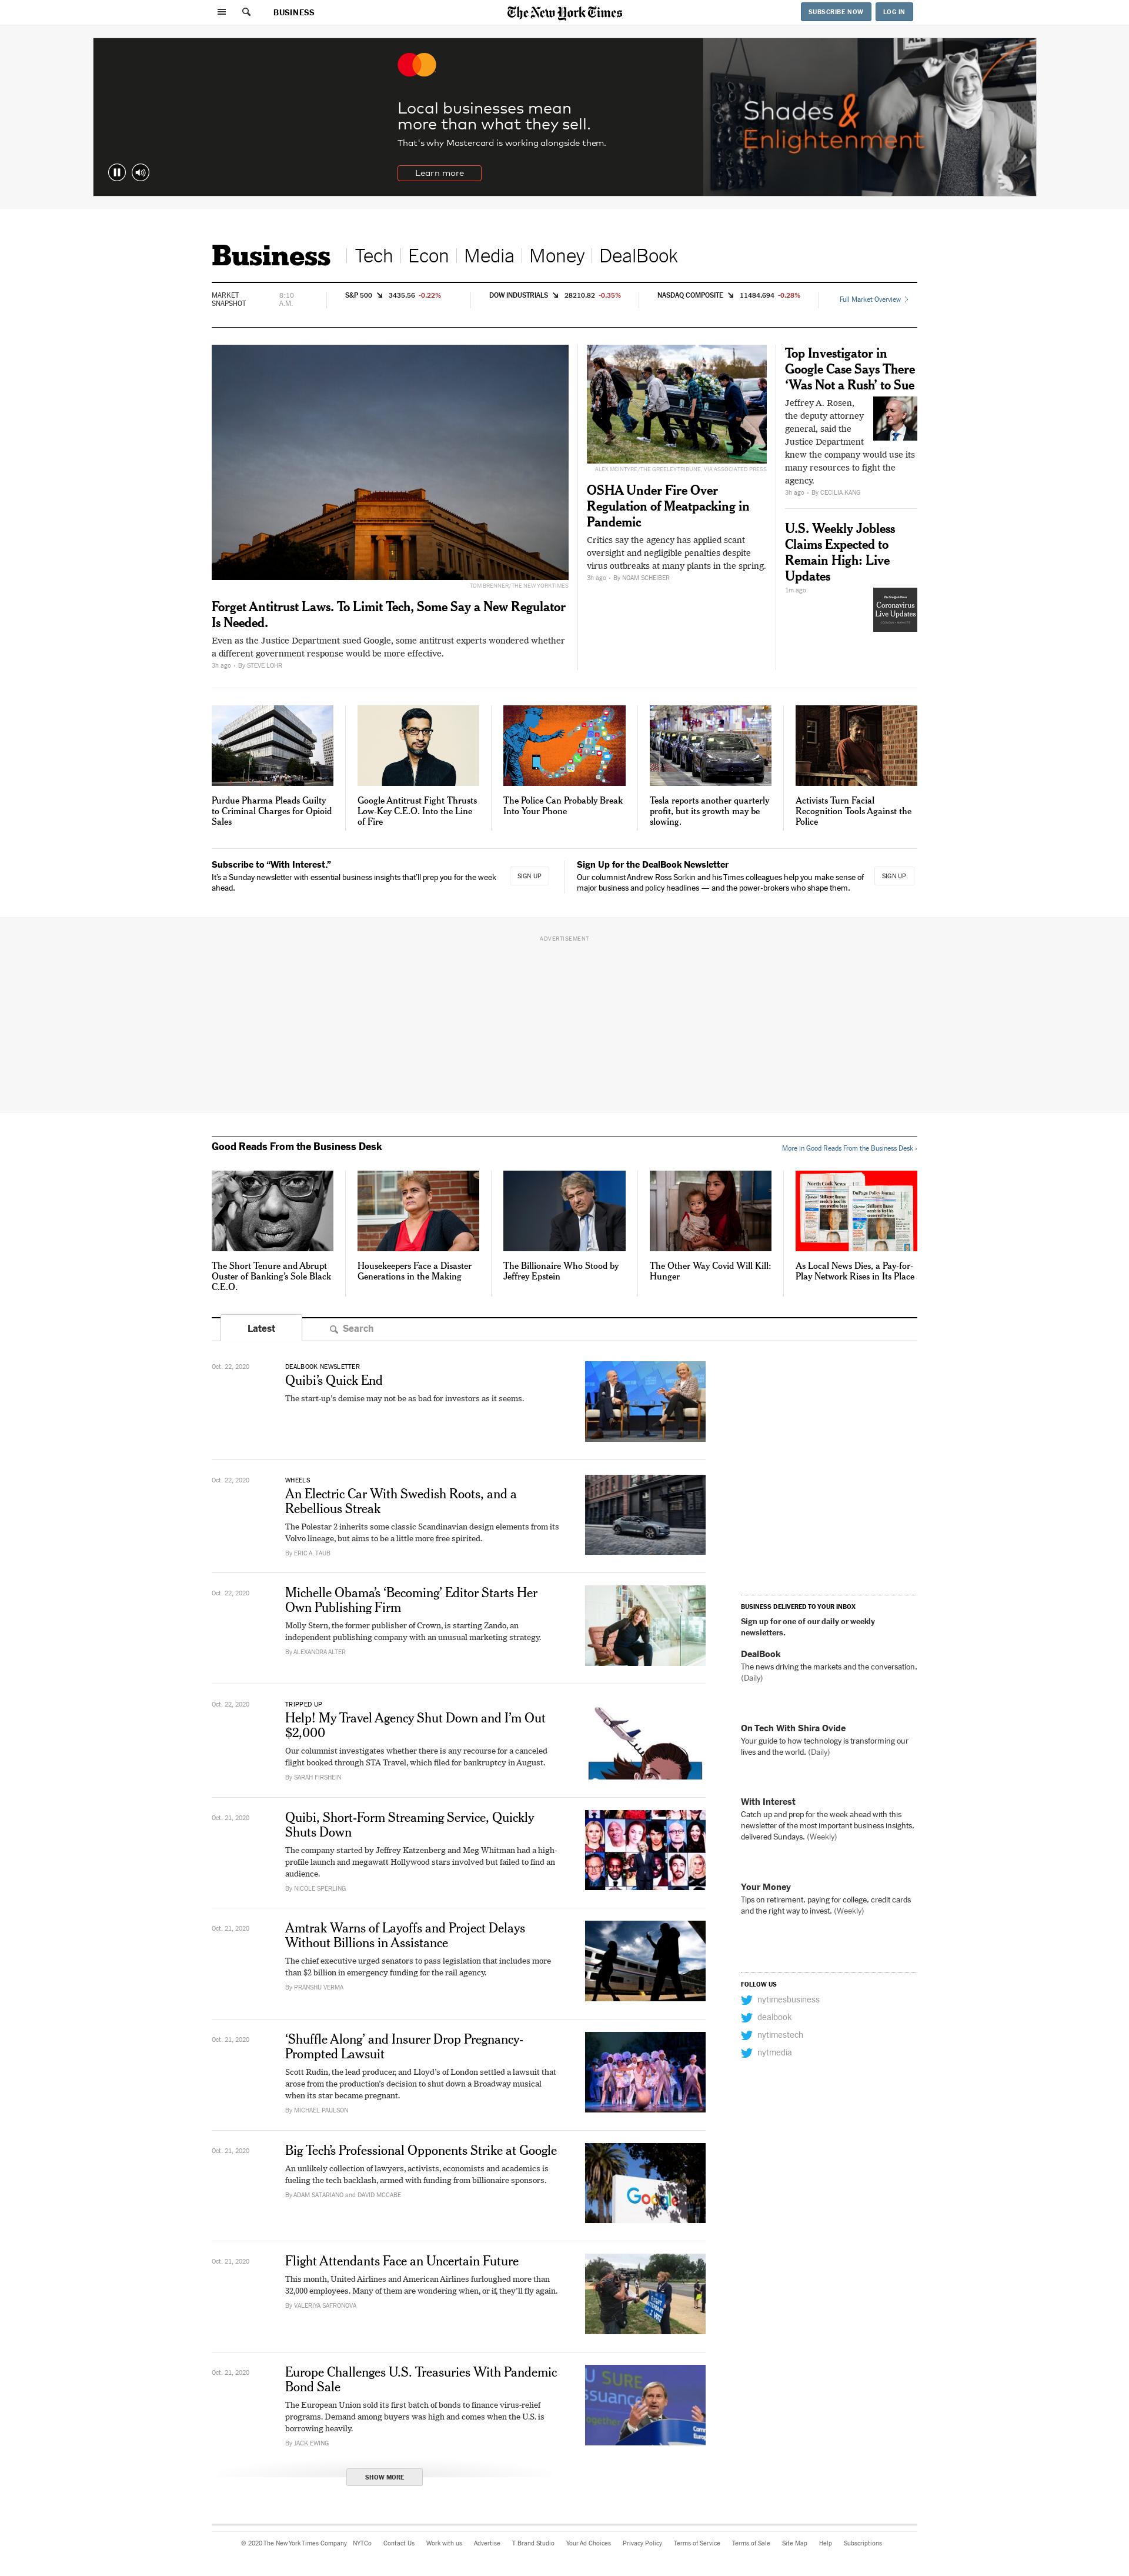 BUSINESS
The New York Times
SUBSCRIBE NOW
LOG IN
Local businesses mean
more than what they sell.
That's why Mastercard is working alongside them.
Learn more
Shades &
Enlightenment
Business
Tech
Econ
Media
Money
DealBook
MARKET
SNAPSHOT
8:10
A.M.
S&P 500 3435.56 -0.22%
DOW INDUSTRIALS 28210.82 -0.35%
NASDAQ COMPOSITE 11484.694 -0.28%
Full Market Overview
TOM BRENNER/THE NEW YORK TIMES
Forget Antitrust Laws. To Limit Tech, Some Say a New Regulator
Is Needed.
Even as the Justice Department sued Google, some antitrust experts wondered whether
a different government response would be more effective.
3h ago - By STEVE LOHR
ALEX MCINTYRE/THE GREELEY TRIBUNE, VIA ASSOCIATED PRESS
OSHA Under Fire Over
Regulation of Meatpacking in
Pandemic
Critics say the agency has applied scant
oversight and negligible penalties despite
virus outbreaks at many plants in the spring.
3h ago - By NOAM SCHEIBER
Top Investigator in
Google Case Says There
‘Was Not a Rush’ to Sue
Jeffrey A. Rosen,
the deputy attorney
general, said the
Justice Department
knew the company would use its
many resources to fight the
agency.
3h ago - By CECILIA KANG
U.S. Weekly Jobless
Claims Expected to
Remain High: Live
Updates
1m ago
Coronavirus
Live Updates
Purdue Pharma Pleads Guilty
to Criminal Charges for Opioid
Sales
Google Antitrust Fight Thrusts
Low-Key C.E.O. Into the Line
of Fire
The Police Can Probably Break
Into Your Phone
Tesla reports another quarterly
profit, but its growth may be
slowing.
Activists Turn Facial
Recognition Tools Against the
Police
Subscribe to “With Interest.”
It's a Sunday newsletter with essential business insights that'll prep you for the week
ahead.
SIGN UP
Sign Up for the DealBook Newsletter
Our columnist Andrew Ross Sorkin and his Times colleagues help you make sense of
major business and policy headlines — and the power-brokers who shape them.
SIGN UP
ADVERTISEMENT
Good Reads From the Business Desk
More in Good Reads From the Business Desk ›
North Cook News
DuPage Policy Journal
The Short Tenure and Abrupt
Ouster of Banking’s Sole Black
C.E.O.
Housekeepers Face a Disaster
Generations in the Making
The Billionaire Who Stood by
Jeffrey Epstein
The Other Way Covid Will Kill:
Hunger
As Local News Dies, a Pay-for-
Play Network Rises in Its Place
Latest
Search
Oct. 22, 2020
DEALBOOK NEWSLETTER
Quibi’s Quick End
The start-up’s demise may not be as bad for investors as it seems.
Oct. 22, 2020
WHEELS
An Electric Car With Swedish Roots, and a
Rebellious Streak
The Polestar 2 inherits some classic Scandinavian design elements from its
Volvo lineage, but aims to be a little more free spirited.
By ERIC A. TAUB
Oct. 22, 2020
Michelle Obama’s ‘Becoming’ Editor Starts Her
Own Publishing Firm
Molly Stern, the former publisher of Crown, is starting Zando, an
independent publishing company with an unusual marketing strategy.
By ALEXANDRA ALTER
Oct. 22, 2020
TRIPPED UP
Help! My Travel Agency Shut Down and I’m Out
$2,000
Our columnist investigates whether there is any recourse for a canceled
flight booked through STA Travel, which filed for bankruptcy in August.
By SARAH FIRSHEIN
Oct. 21, 2020
Quibi, Short-Form Streaming Service, Quickly
Shuts Down
The company started by Jeffrey Katzenberg and Meg Whitman had a high-
profile launch and megawatt Hollywood stars involved but failed to find an
audience.
By NICOLE SPERLING
Oct. 21, 2020
Amtrak Warns of Layoffs and Project Delays
Without Billions in Assistance
The chief executive urged senators to pass legislation that includes more
than $2 billion in emergency funding for the rail agency.
By PRANSHU VERMA
Oct. 21, 2020
‘Shuffle Along’ and Insurer Drop Pregnancy-
Prompted Lawsuit
Scott Rudin, the lead producer, and Lloyd’s of London settled a lawsuit that
arose from the production’s decision to shut down a Broadway musical
when its star became pregnant.
By MICHAEL PAULSON
Oct. 21, 2020
Big Tech’s Professional Opponents Strike at Google
An unlikely collection of lawyers, activists, economists and academics is
fueling the tech backlash, armed with funding from billionaire sponsors.
By ADAM SATARIANO and DAVID MCCABE
Google
Oct. 21, 2020
Flight Attendants Face an Uncertain Future
This month, United Airlines and American Airlines furloughed more than
32,000 employees. Many of them are wondering when, or if, they’ll fly again.
By VALERIYA SAFRONOVA
Oct. 21, 2020
Europe Challenges U.S. Treasuries With Pandemic
Bond Sale
The European Union sold its first batch of bonds to finance virus-relief
programs. Demand among buyers was high and comes when the U.S. is
borrowing heavily.
By JACK EWING
SHOW MORE
BUSINESS DELIVERED TO YOUR INBOX
Sign up for one of our daily or weekly
newsletters.
DealBook
The news driving the markets and the conversation.
(Daily)
On Tech With Shira Ovide
Your guide to how technology is transforming our
lives and the world. (Daily)
With Interest
Catch up and prep for the week ahead with this
newsletter of the most important business insights,
delivered Sundays. (Weekly)
Your Money
Tips on retirement, paying for college, credit cards
and the right way to invest. (Weekly)
FOLLOW US
nytimesbusiness
dealbook
nytimestech
nytmedia
© 2020 The New York Times Company NYTCo Contact Us Work with us Advertise T Brand Studio Your Ad Choices Privacy Policy Terms of Service Terms of Sale Site Map Help Subscriptions